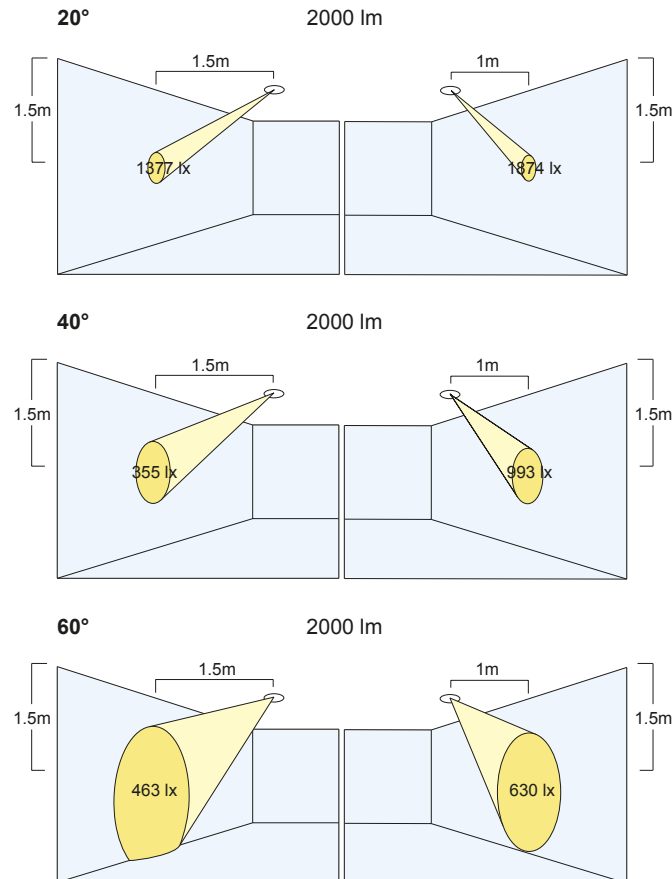 20° 2000 lm
1.5m 1m
1.5m 1.5m
1377 lx 1874 lx
40° 2000 lm
1.5m 1m
1.5m 1.5m
355 lx 993 lx
60° 2000 lm
1.5m 1m
1.5m 1.5m
463 lx 630 lx